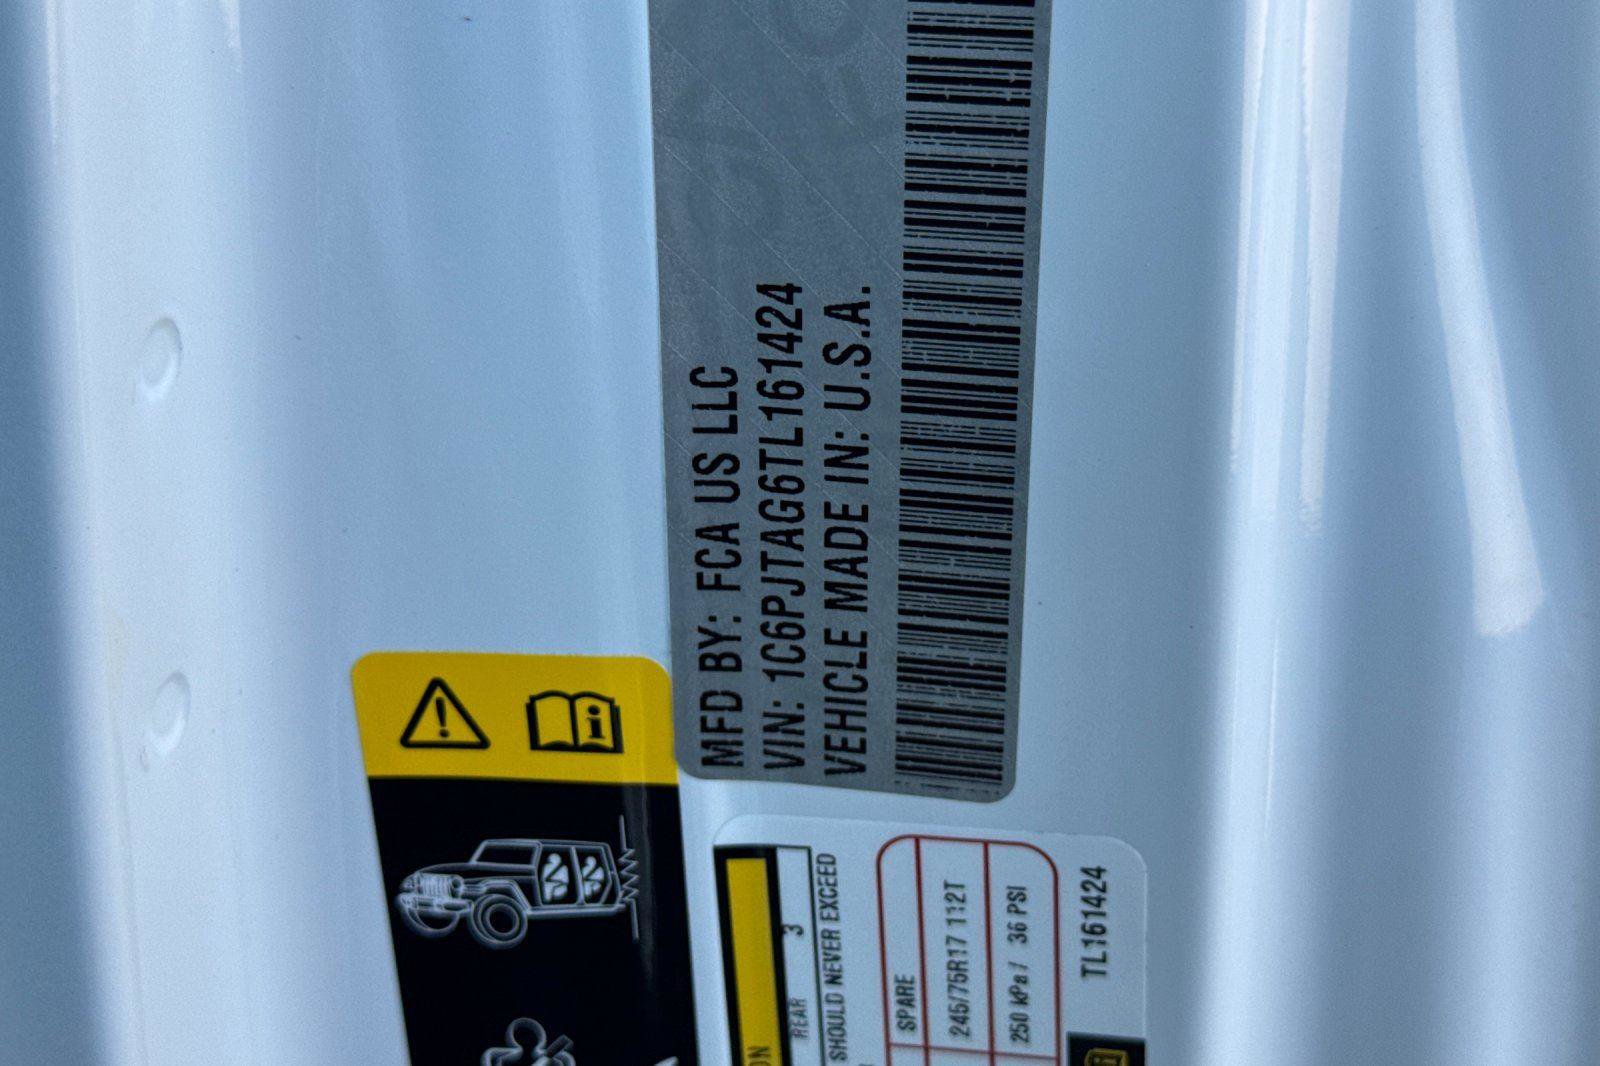 MFD BY: FCA US LLC
VIN: 1C6PJTAG6TL161424
VEHICLE MADE IN: U.S.A.
REAR 3
SHOULD NEVER EXCEED
SPARE
245/75R17 112T
250 kPa / 36 PSI
TL161424